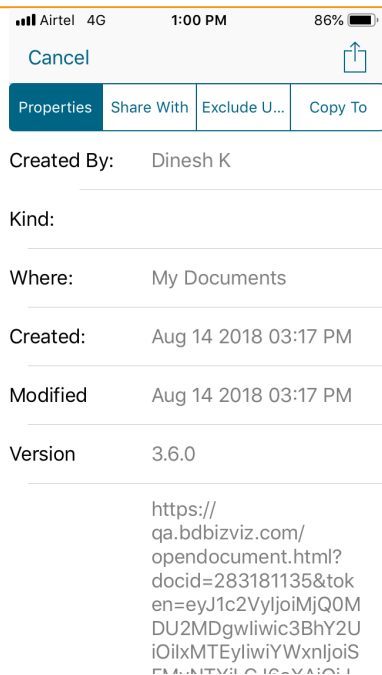 Airtel 4G 1:00 PM 86%
Cancel
Properties Share With Exclude U... Copy To
Created By: Dinesh K
Kind:
Where: My Documents
Created: Aug 14 2018 03:17 PM
Modified Aug 14 2018 03:17 PM
Version 3.6.0
https://
qa.bdbizviz.com/
opendocument.html?
docid=283181135&tok
en=eyJ1c2VyIjoiMjQ0M
DU2MDgwIiwic3BhY2U
iOiIxMTEyIiwiYWxnIjoiS